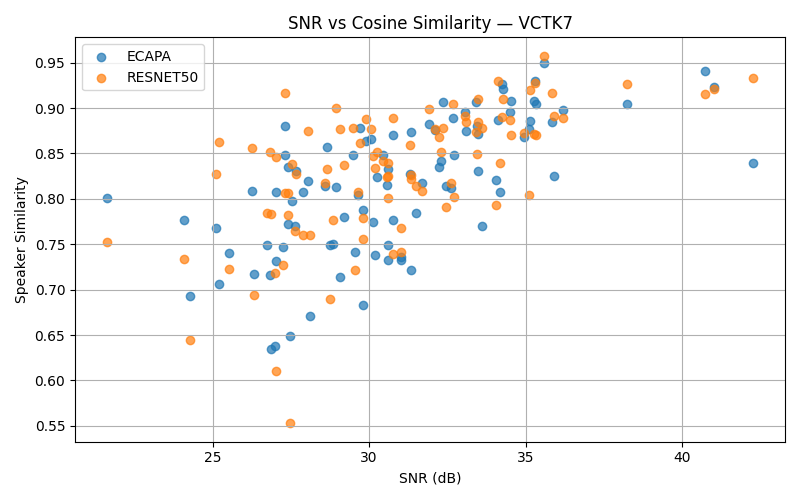 SNR vs Cosine Similarity — VCTK7
ECAPA
RESNET50
Speaker Similarity
0.95
0.90
0.85
0.80
0.75
0.70
0.65
0.60
0.55
25 30 35 40
SNR (dB)